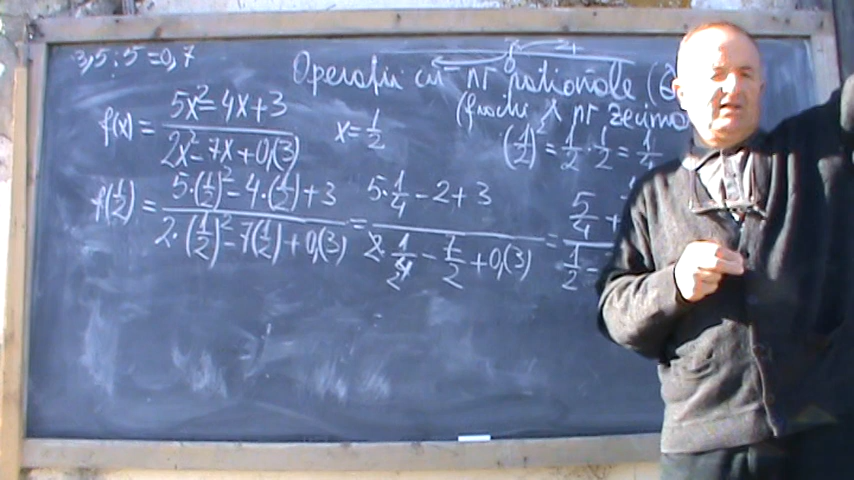 3,5:5=0,7
Operații cu nr raționale (Q
(fracții & nr zecima
f(x) = (5x²-4x+3)/(2x²-7x+0,(3)) x=1/2 (1/2)² = 1/2·1/2 = 1/4
f(1/2) = (5·(1/2)²-4·(1/2)+3)/(2·(1/2)²-7(1/2)+0,(3)) = (5·1/4-2+3)/(2·1/4-7/2+0,(3)) = (5/4+)/(1/2-